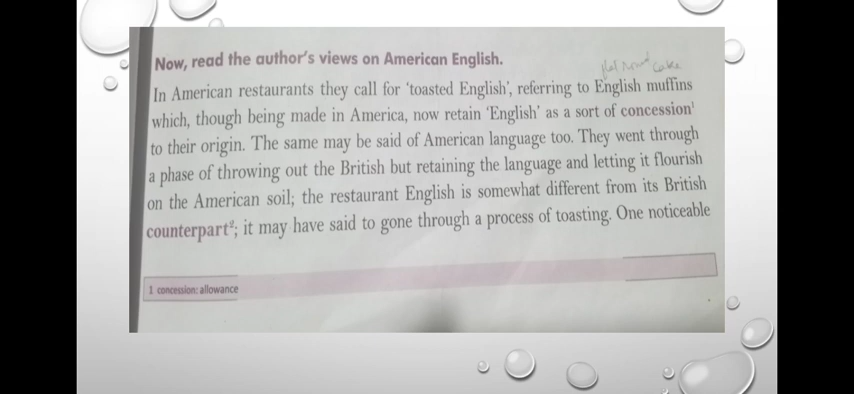 Now, read the author's views on American English.
flat round cake
In American restaurants they call for 'toasted English', referring to English muffins
which, though being made in America, now retain 'English' as a sort of concession¹
to their origin. The same may be said of American language too. They went through
a phase of throwing out the British but retaining the language and letting it flourish
on the American soil; the restaurant English is somewhat different from its British
counterpart²; it may have said to gone through a process of toasting. One noticeable
1 concession: allowance